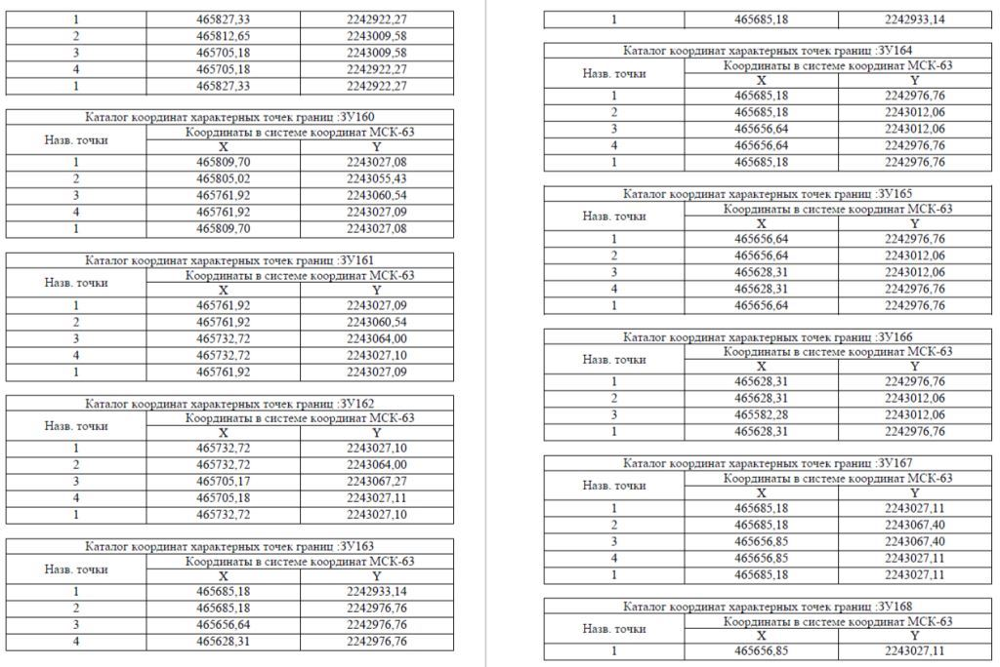 1 465827,33 2242922,27
2 465812,65 2243009,58
3 465705,18 2243009,58
4 465705,18 2242922,27
1 465827,33 2242922,27
Каталог координат характерных точек границ :ЗУ160
Назв. точки
Координаты в системе координат МСК-63
X Y
1 465809,70 2243027,08
2 465805,02 2243055,43
3 465761,92 2243060,54
4 465761,92 2243027,09
1 465809,70 2243027,08
Каталог координат характерных точек границ :ЗУ161
Назв. точки
Координаты в системе координат МСК-63
X Y
1 465761,92 2243027,09
2 465761,92 2243060,54
3 465732,72 2243064,00
4 465732,72 2243027,10
1 465761,92 2243027,09
Каталог координат характерных точек границ :ЗУ162
Назв. точки
Координаты в системе координат МСК-63
X Y
1 465732,72 2243027,10
2 465732,72 2243064,00
3 465705,17 2243067,27
4 465705,18 2243027,11
1 465732,72 2243027,10
Каталог координат характерных точек границ :ЗУ163
Назв. точки
Координаты в системе координат МСК-63
X Y
1 465685,18 2242933,14
2 465685,18 2242976,76
3 465656,64 2242976,76
4 465628,31 2242976,76
1 465685,18 2242933,14
Каталог координат характерных точек границ :ЗУ164
Назв. точки
Координаты в системе координат МСК-63
X Y
1 465685,18 2242976,76
2 465685,18 2243012,06
3 465656,64 2243012,06
4 465656,64 2242976,76
1 465685,18 2242976,76
Каталог координат характерных точек границ :ЗУ165
Назв. точки
Координаты в системе координат МСК-63
X Y
1 465656,64 2242976,76
2 465656,64 2243012,06
3 465628,31 2243012,06
4 465628,31 2242976,76
1 465656,64 2242976,76
Каталог координат характерных точек границ :ЗУ166
Назв. точки
Координаты в системе координат МСК-63
X Y
1 465628,31 2242976,76
2 465628,31 2243012,06
3 465582,28 2243012,06
1 465628,31 2242976,76
Каталог координат характерных точек границ :ЗУ167
Назв. точки
Координаты в системе координат МСК-63
X Y
1 465685,18 2243027,11
2 465685,18 2243067,40
3 465656,85 2243067,40
4 465656,85 2243027,11
1 465685,18 2243027,11
Каталог координат характерных точек границ :ЗУ168
Назв. точки
Координаты в системе координат МСК-63
X Y
1 465656,85 2243027,11